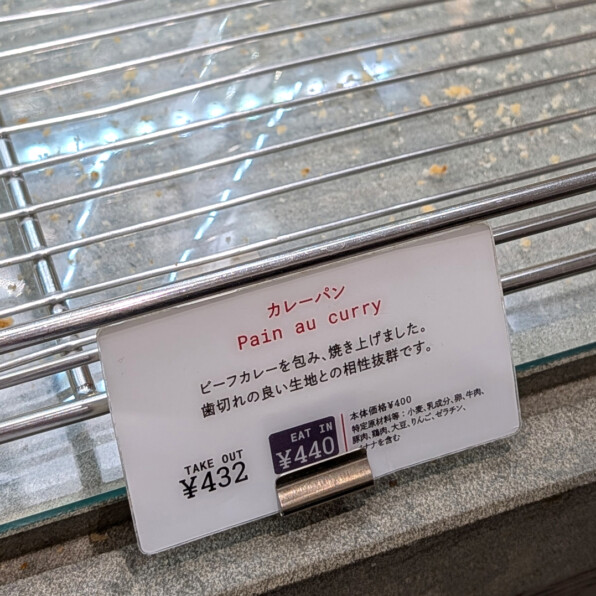 カレーパン
Pain au curry
ビーフカレーを包み、焼き上げました。
歯切れの良い生地との相性抜群です。
TAKE OUT
¥432
EAT IN
¥440
本体価格¥400
特定原材料等:小麦、乳成分、卵、牛肉、
豚肉、鶏肉、大豆、りんご、ゼラチン、
ナナを含む